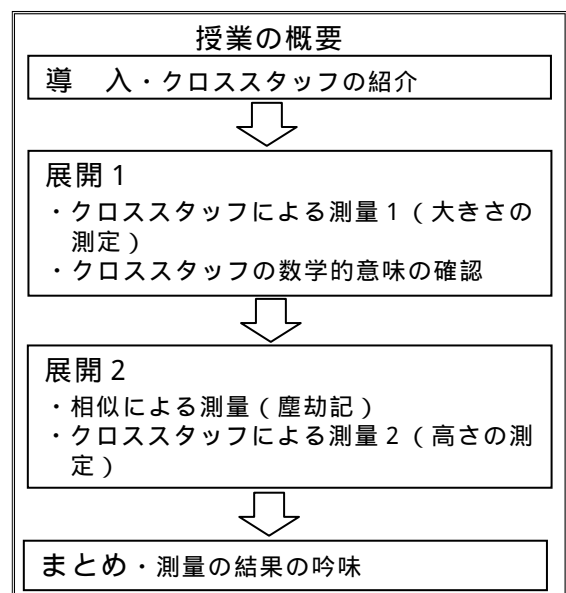 授業の概要
導　入・クロススタッフの紹介
展開１
・クロススタッフによる測量１（大きさの
測定）
・クロススタッフの数学的意味の確認
展開２
・相似による測量（塵劫記）
・クロススタッフによる測量２（高さの測
定）
まとめ・測量の結果の吟味